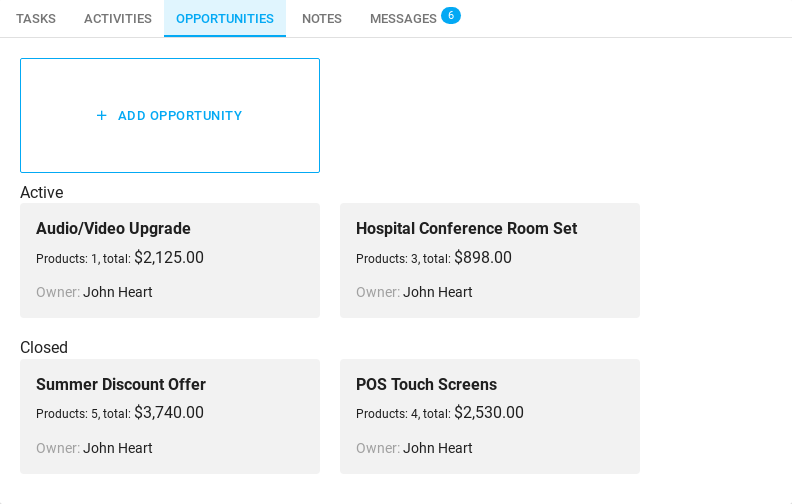 TASKS ACTIVITIES OPPORTUNITIES NOTES MESSAGES 6
+ ADD OPPORTUNITY
Active
Audio/Video Upgrade
Products: 1, total: $2,125.00
Owner: John Heart
Hospital Conference Room Set
Products: 3, total: $898.00
Owner: John Heart
Closed
Summer Discount Offer
Products: 5, total: $3,740.00
Owner: John Heart
POS Touch Screens
Products: 4, total: $2,530.00
Owner: John Heart